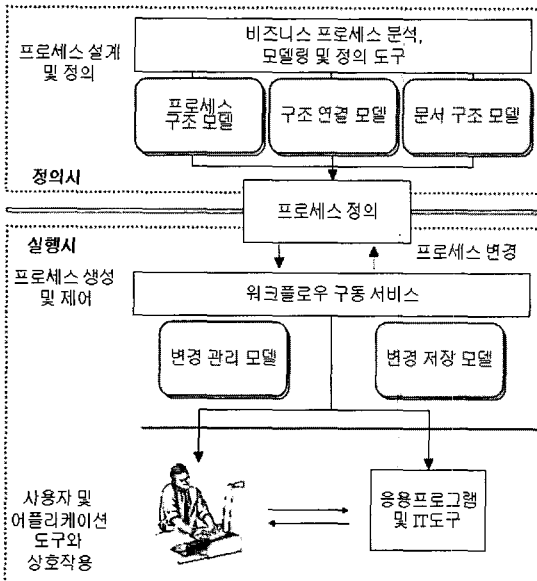 비즈니스 프로세스 분석,
모델링 및 정의 도구
프로세스 설계
및 정의
프로세스
구조 모델
구조 연결 모델
문서 구조 모델
정의시
프로세스 정의
실행시
프로세스 변경
프로세스 생성
및 제어
워크플로우 구동 서비스
변경 관리 모델
변경 저장 모델
사용자 및
어플리케이션
도구와
상호작용
응용프로그램
및 IT도구